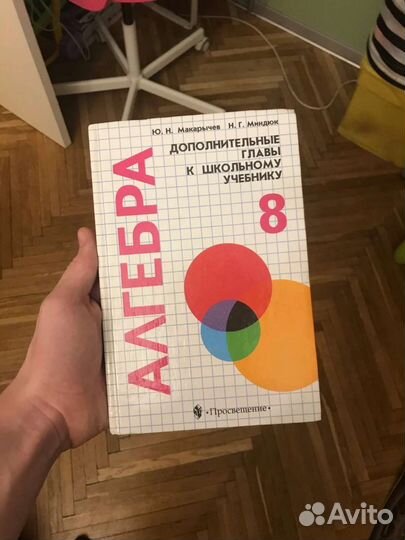 Ю. Н. Макарычев Н. Г. Миндюк
ДОПОЛНИТЕЛЬНЫЕ
ГЛАВЫ
К ШКОЛЬНОМУ
УЧЕБНИКУ
8
АЛГЕБРА
•Просвещение•
Avito